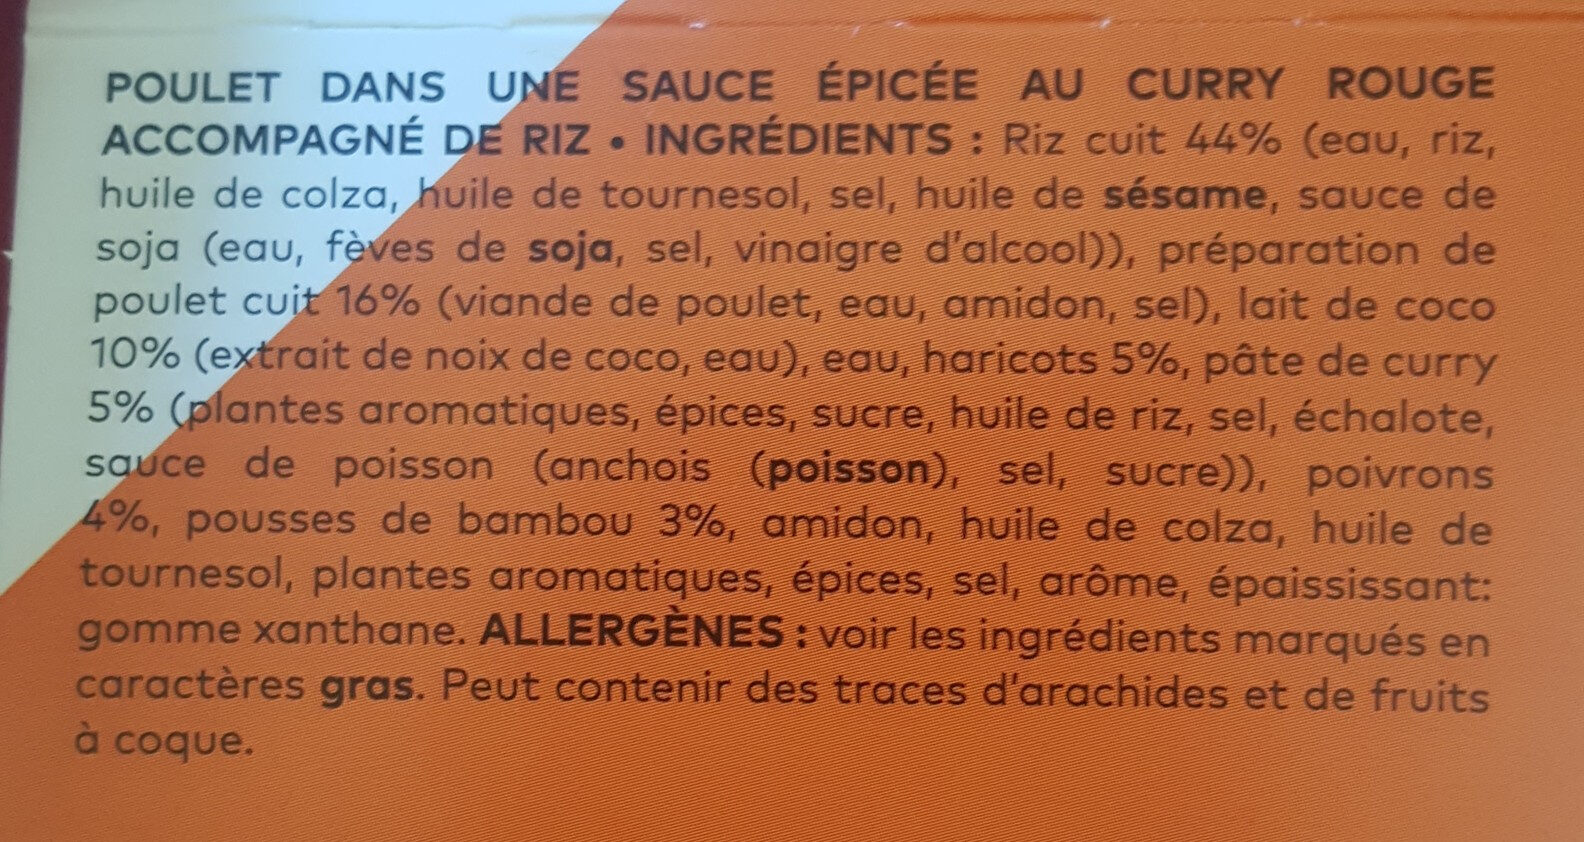 POULET DANS UNE SAUCE ÉPICÉE AU CURRY ROUGE
ACCOMPAGNÉ DE RIZ • INGRÉDIENTS : Riz cuit 44% (eau, riz,
huile de colza, huile de tournesol, sel, huile de sésame, sauce de
soja (eau, fèves de soja, sel, vinaigre d'alcool)), préparation de
poulet cuit 16% (viande de poulet, eau, amidon, sel), lait de coco
10% (extrait de noix de coco, eau), eau, haricots 5%, pâte de curry
5% (plantes aromatiques, épices, sucre, huile de riz, sel, échalote,
sauce de poisson (anchois (poisson), sel, sucre)), poivrons
4%, pousses de bambou 3%, amidon, huile de colza, huile de
tournesol, plantes aromatiques, épices, sel, arôme, épaississant:
gomme xanthane. ALLERGÈNES : voir les ingrédients marqués en
caractères gras. Peut contenir des traces d'arachides et de fruits
à coque.